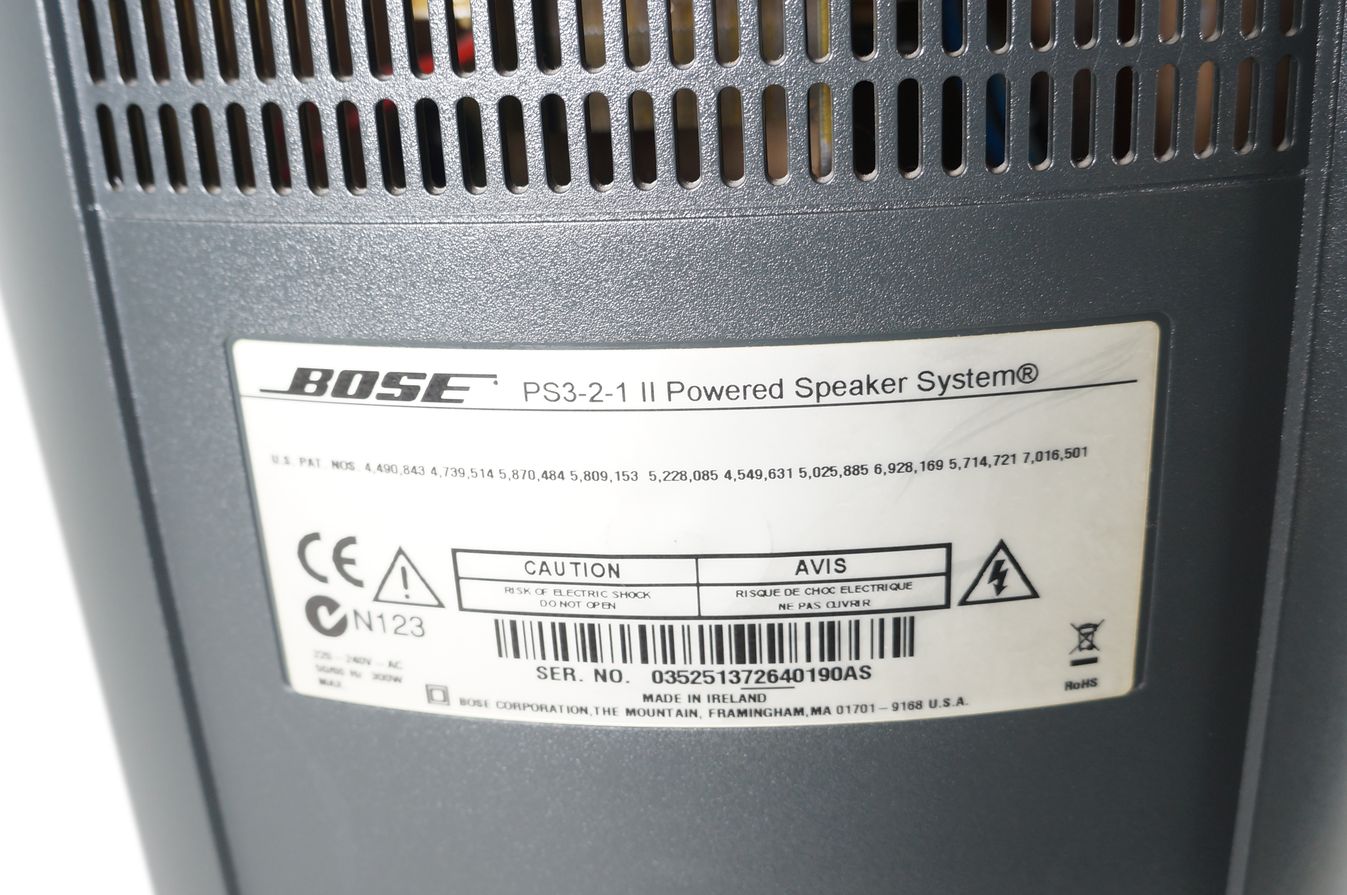 BOSE PS3-2-1 II Powered Speaker System®
U.S. PAT. NOS. 4,490,843 4,739,514 5,870,484 5,809,153 5,228,085 4,549,631 5,025,885 6,928,169 5,714,721 7,016,501
CE
CAUTION
RISK OF ELECTRIC SHOCK
DO NOT OPEN
AVIS
RISQUE DE CHOC ELECTRIQUE
NE PAS OUVRIR
N123
220 - 240V - AC
50/60 Hz 300W
MAX
SER. NO. 035251372640190AS
MADE IN IRELAND
BOSE CORPORATION, THE MOUNTAIN, FRAMINGHAM, MA 01701-9168 U.S.A.
RoHS